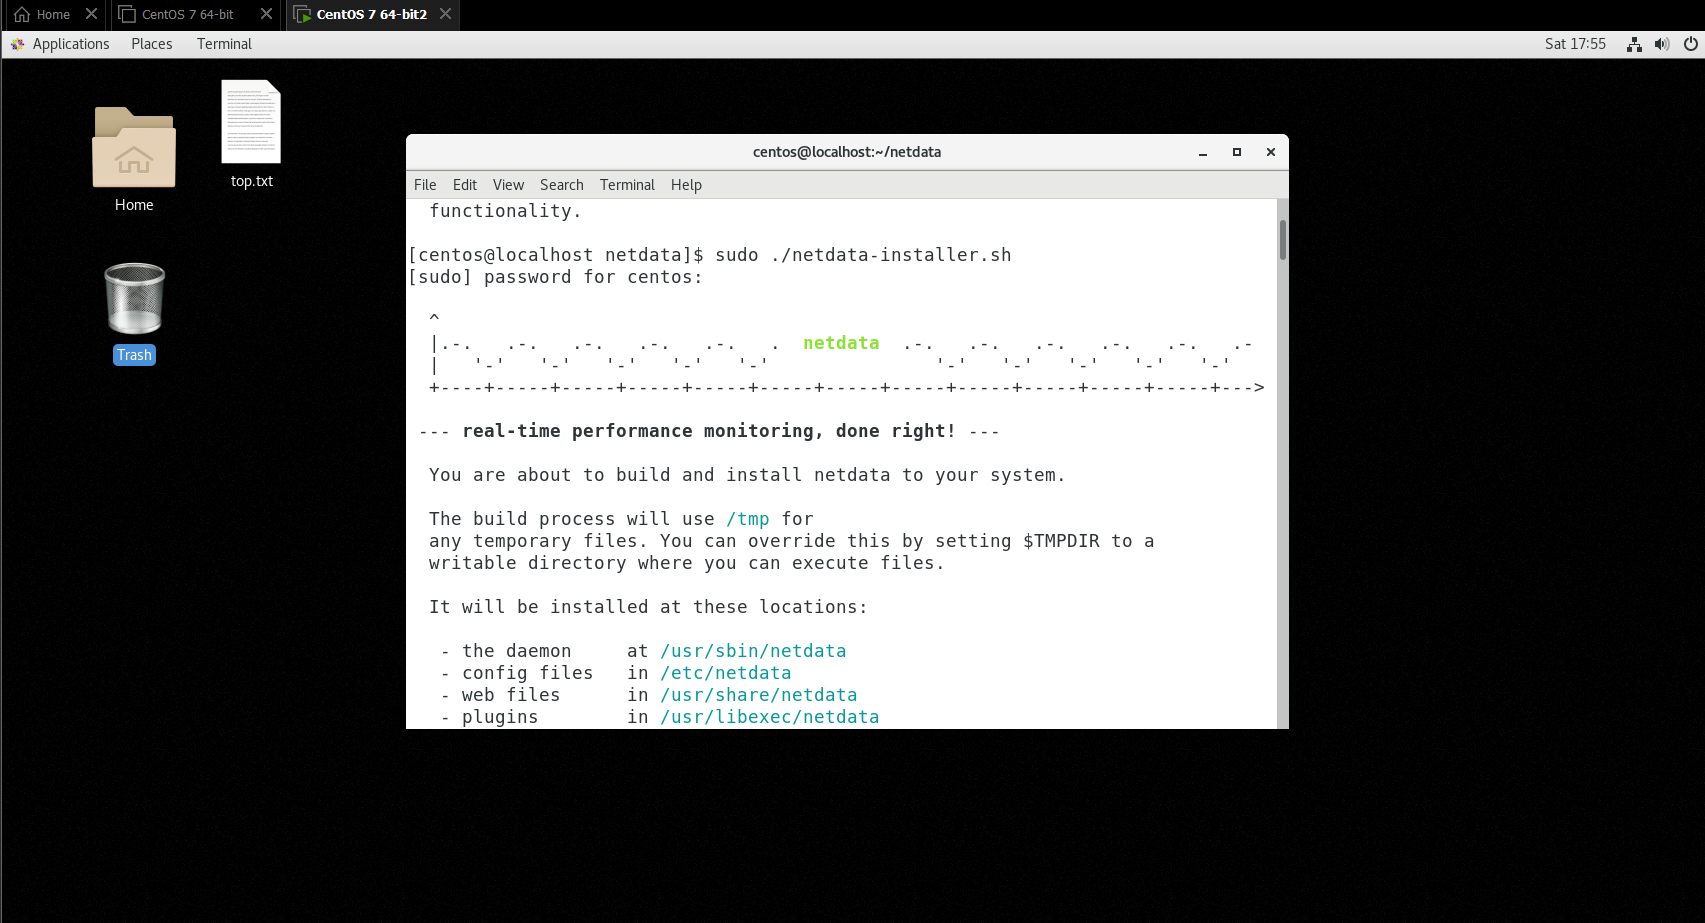 Home
CentOS 7 64-bit
CentOS 7 64-bit2
Applications Places Terminal Sat 17:55
top.txt
Home
Trash
centos@localhost:~/netdata
File Edit View Search Terminal Help
functionality.
[centos@localhost netdata]$ sudo ./netdata-installer.sh
[sudo] password for centos:
^
|.-.   .-.   .-.   .-.   .-.   .  netdata  .-.   .-.   .-.   .-.   .-.   .-
|   '-'   '-'   '-'   '-'   '-'               '-'   '-'   '-'   '-'   '-'
+----+-----+-----+-----+-----+-----+-----+-----+-----+-----+-----+-----+--->
--- real-time performance monitoring, done right! ---
You are about to build and install netdata to your system.
The build process will use /tmp for
any temporary files. You can override this by setting $TMPDIR to a
writable directory where you can execute files.
It will be installed at these locations:
- the daemon     at /usr/sbin/netdata
- config files   in /etc/netdata
- web files      in /usr/share/netdata
- plugins        in /usr/libexec/netdata